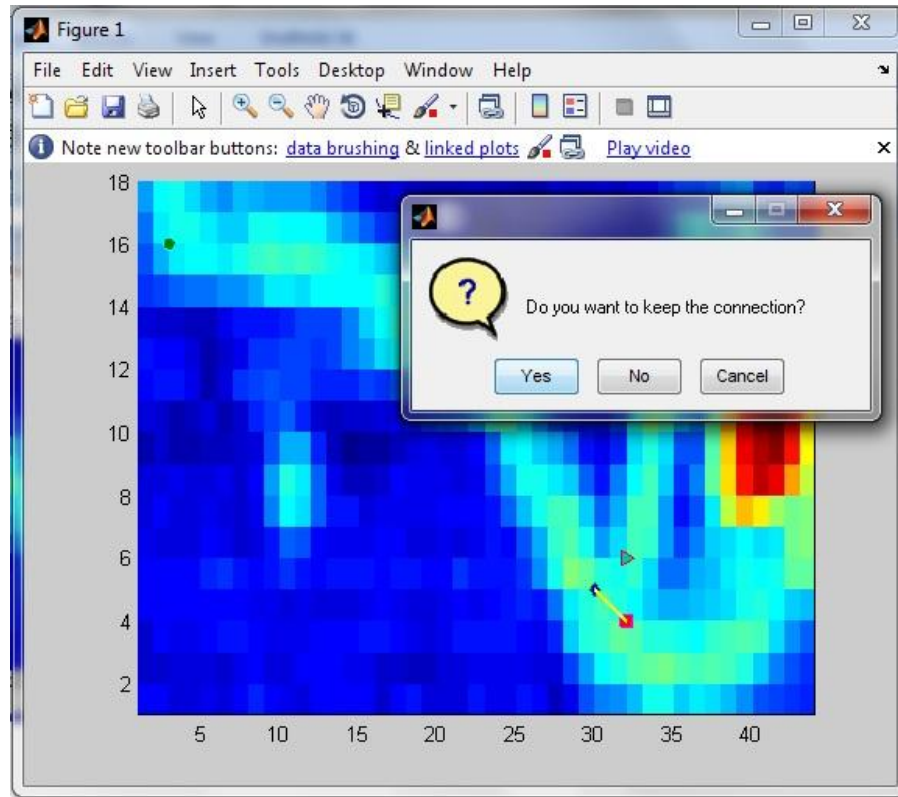 Figure 1
File Edit View Insert Tools Desktop Window Help
Note new toolbar buttons: data brushing & linked plots Play video
18
16
14
12
10
8
6
4
2
5 10 15 20 25 30 35 40
?
Do you want to keep the connection?
Yes No Cancel